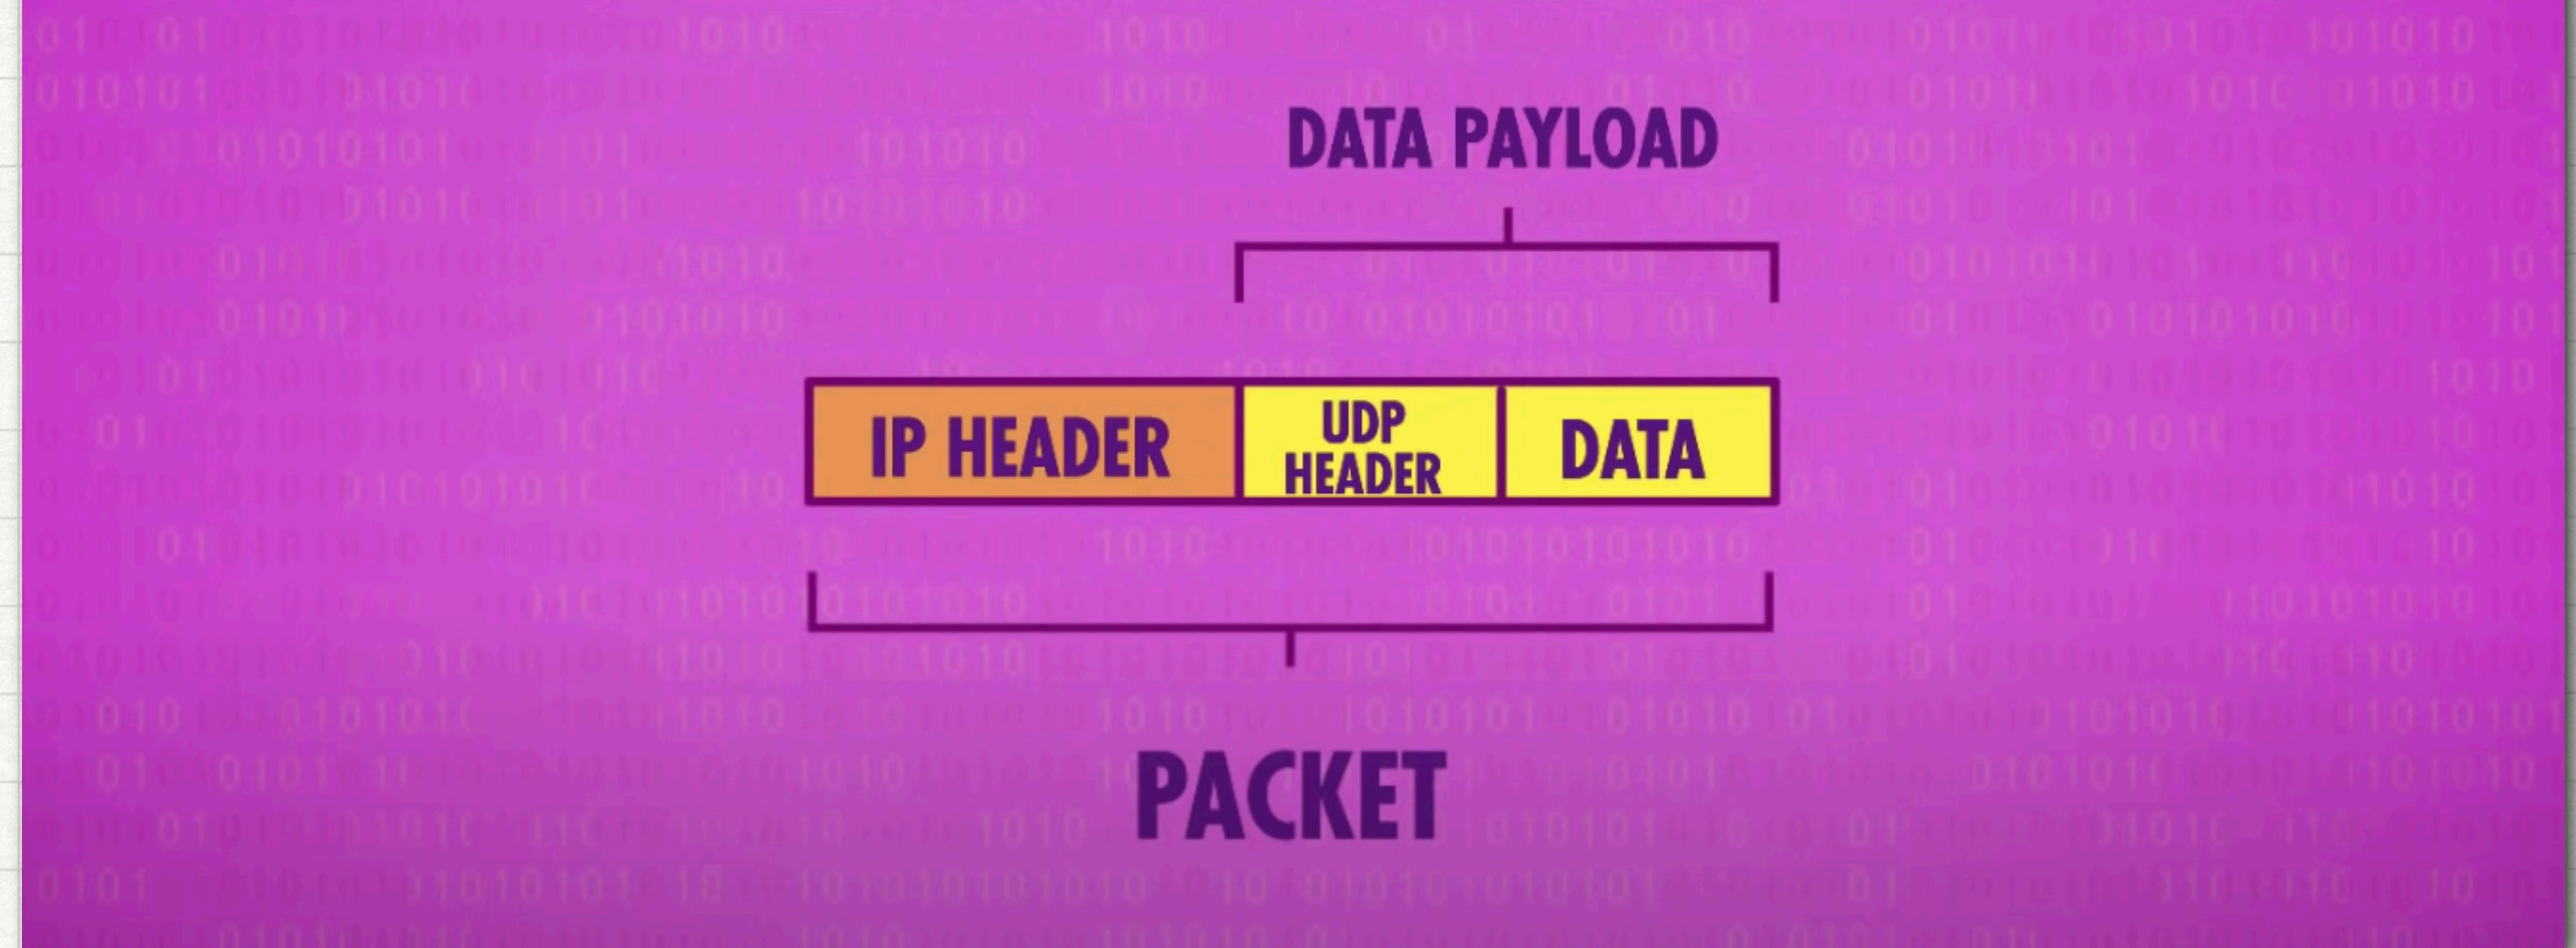 DATA PAYLOAD
IP HEADER
UDP
HEADER
DATA
PACKET